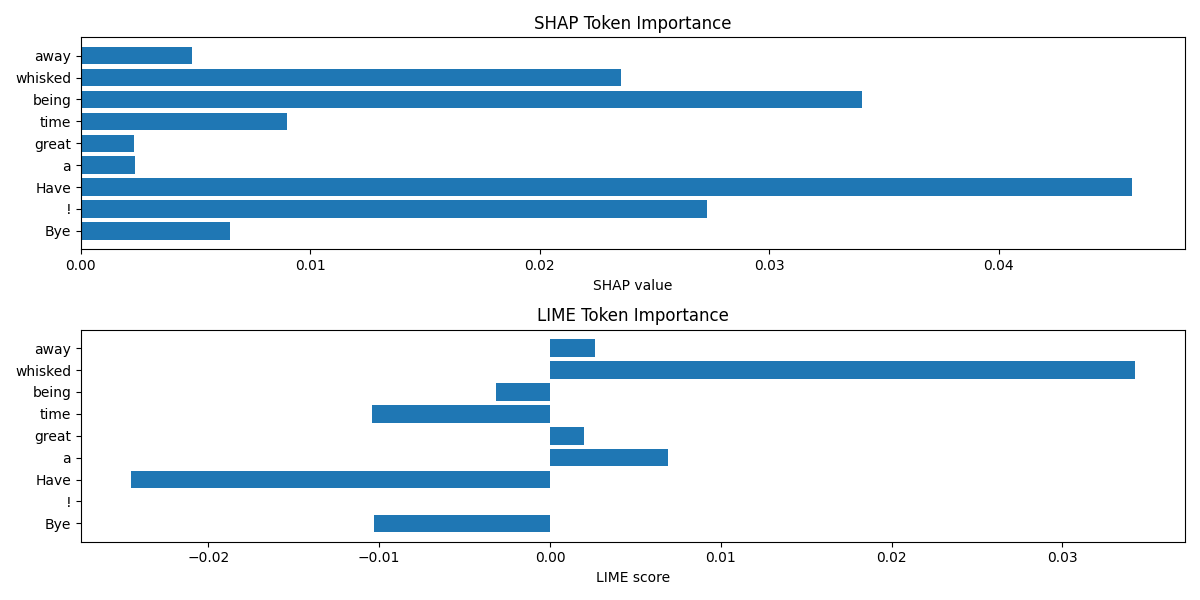 SHAP Token Importance
away
whisked
being
time
great
a
Have
!
Bye
0.00 0.01 0.02 0.03 0.04
SHAP value
LIME Token Importance
away
whisked
being
time
great
a
Have
!
Bye
−0.02 −0.01 0.00 0.01 0.02 0.03
LIME score